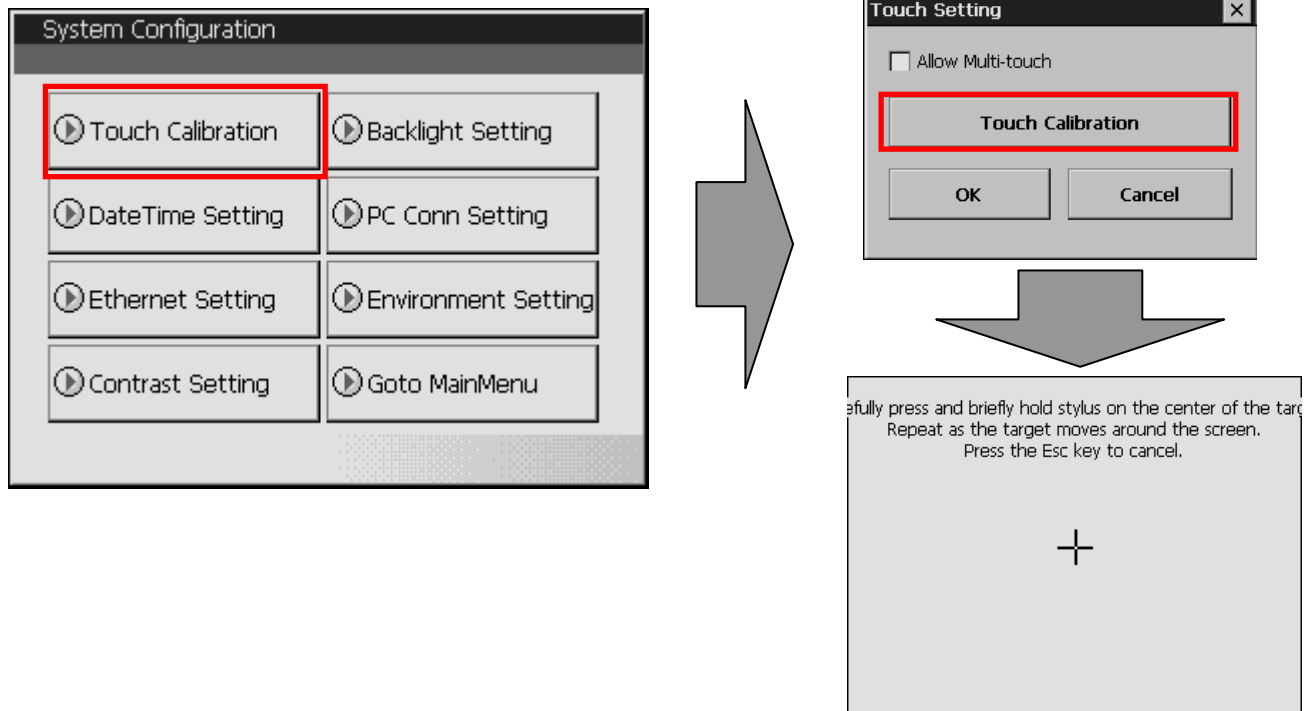 System Configuration
Touch Calibration
Backlight Setting
DateTime Setting
PC Conn Setting
Ethernet Setting
Environment Setting
Contrast Setting
Goto MainMenu
Touch Setting
Allow Multi-touch
Touch Calibration
OK
Cancel
efully press and briefly hold stylus on the center of the targ
Repeat as the target moves around the screen.
Press the Esc key to cancel.